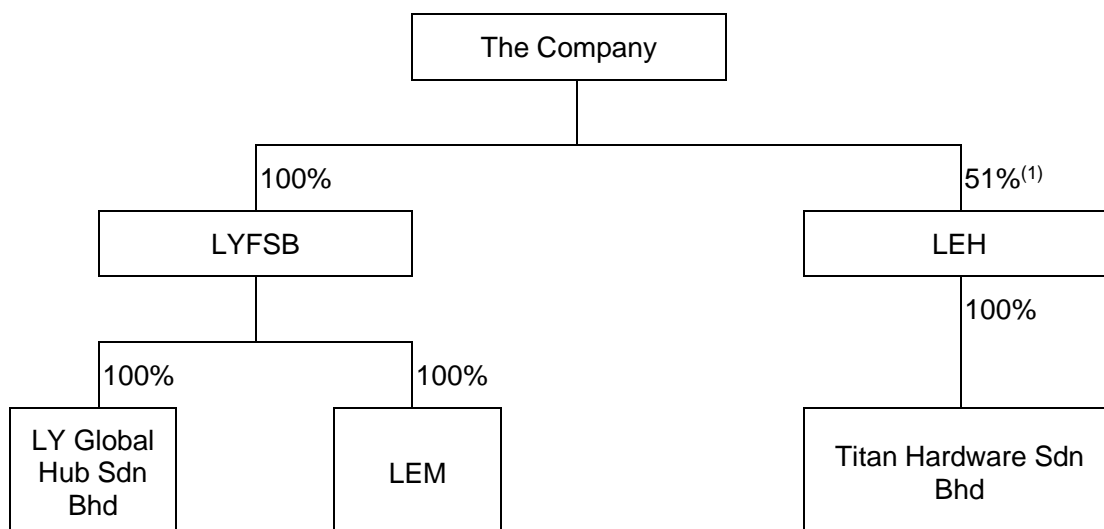 The Company
100%
51%(1)
LYFSB
LEH
100%
100%
100%
LY Global
Hub Sdn
Bhd
LEM
Titan Hardware Sdn
Bhd